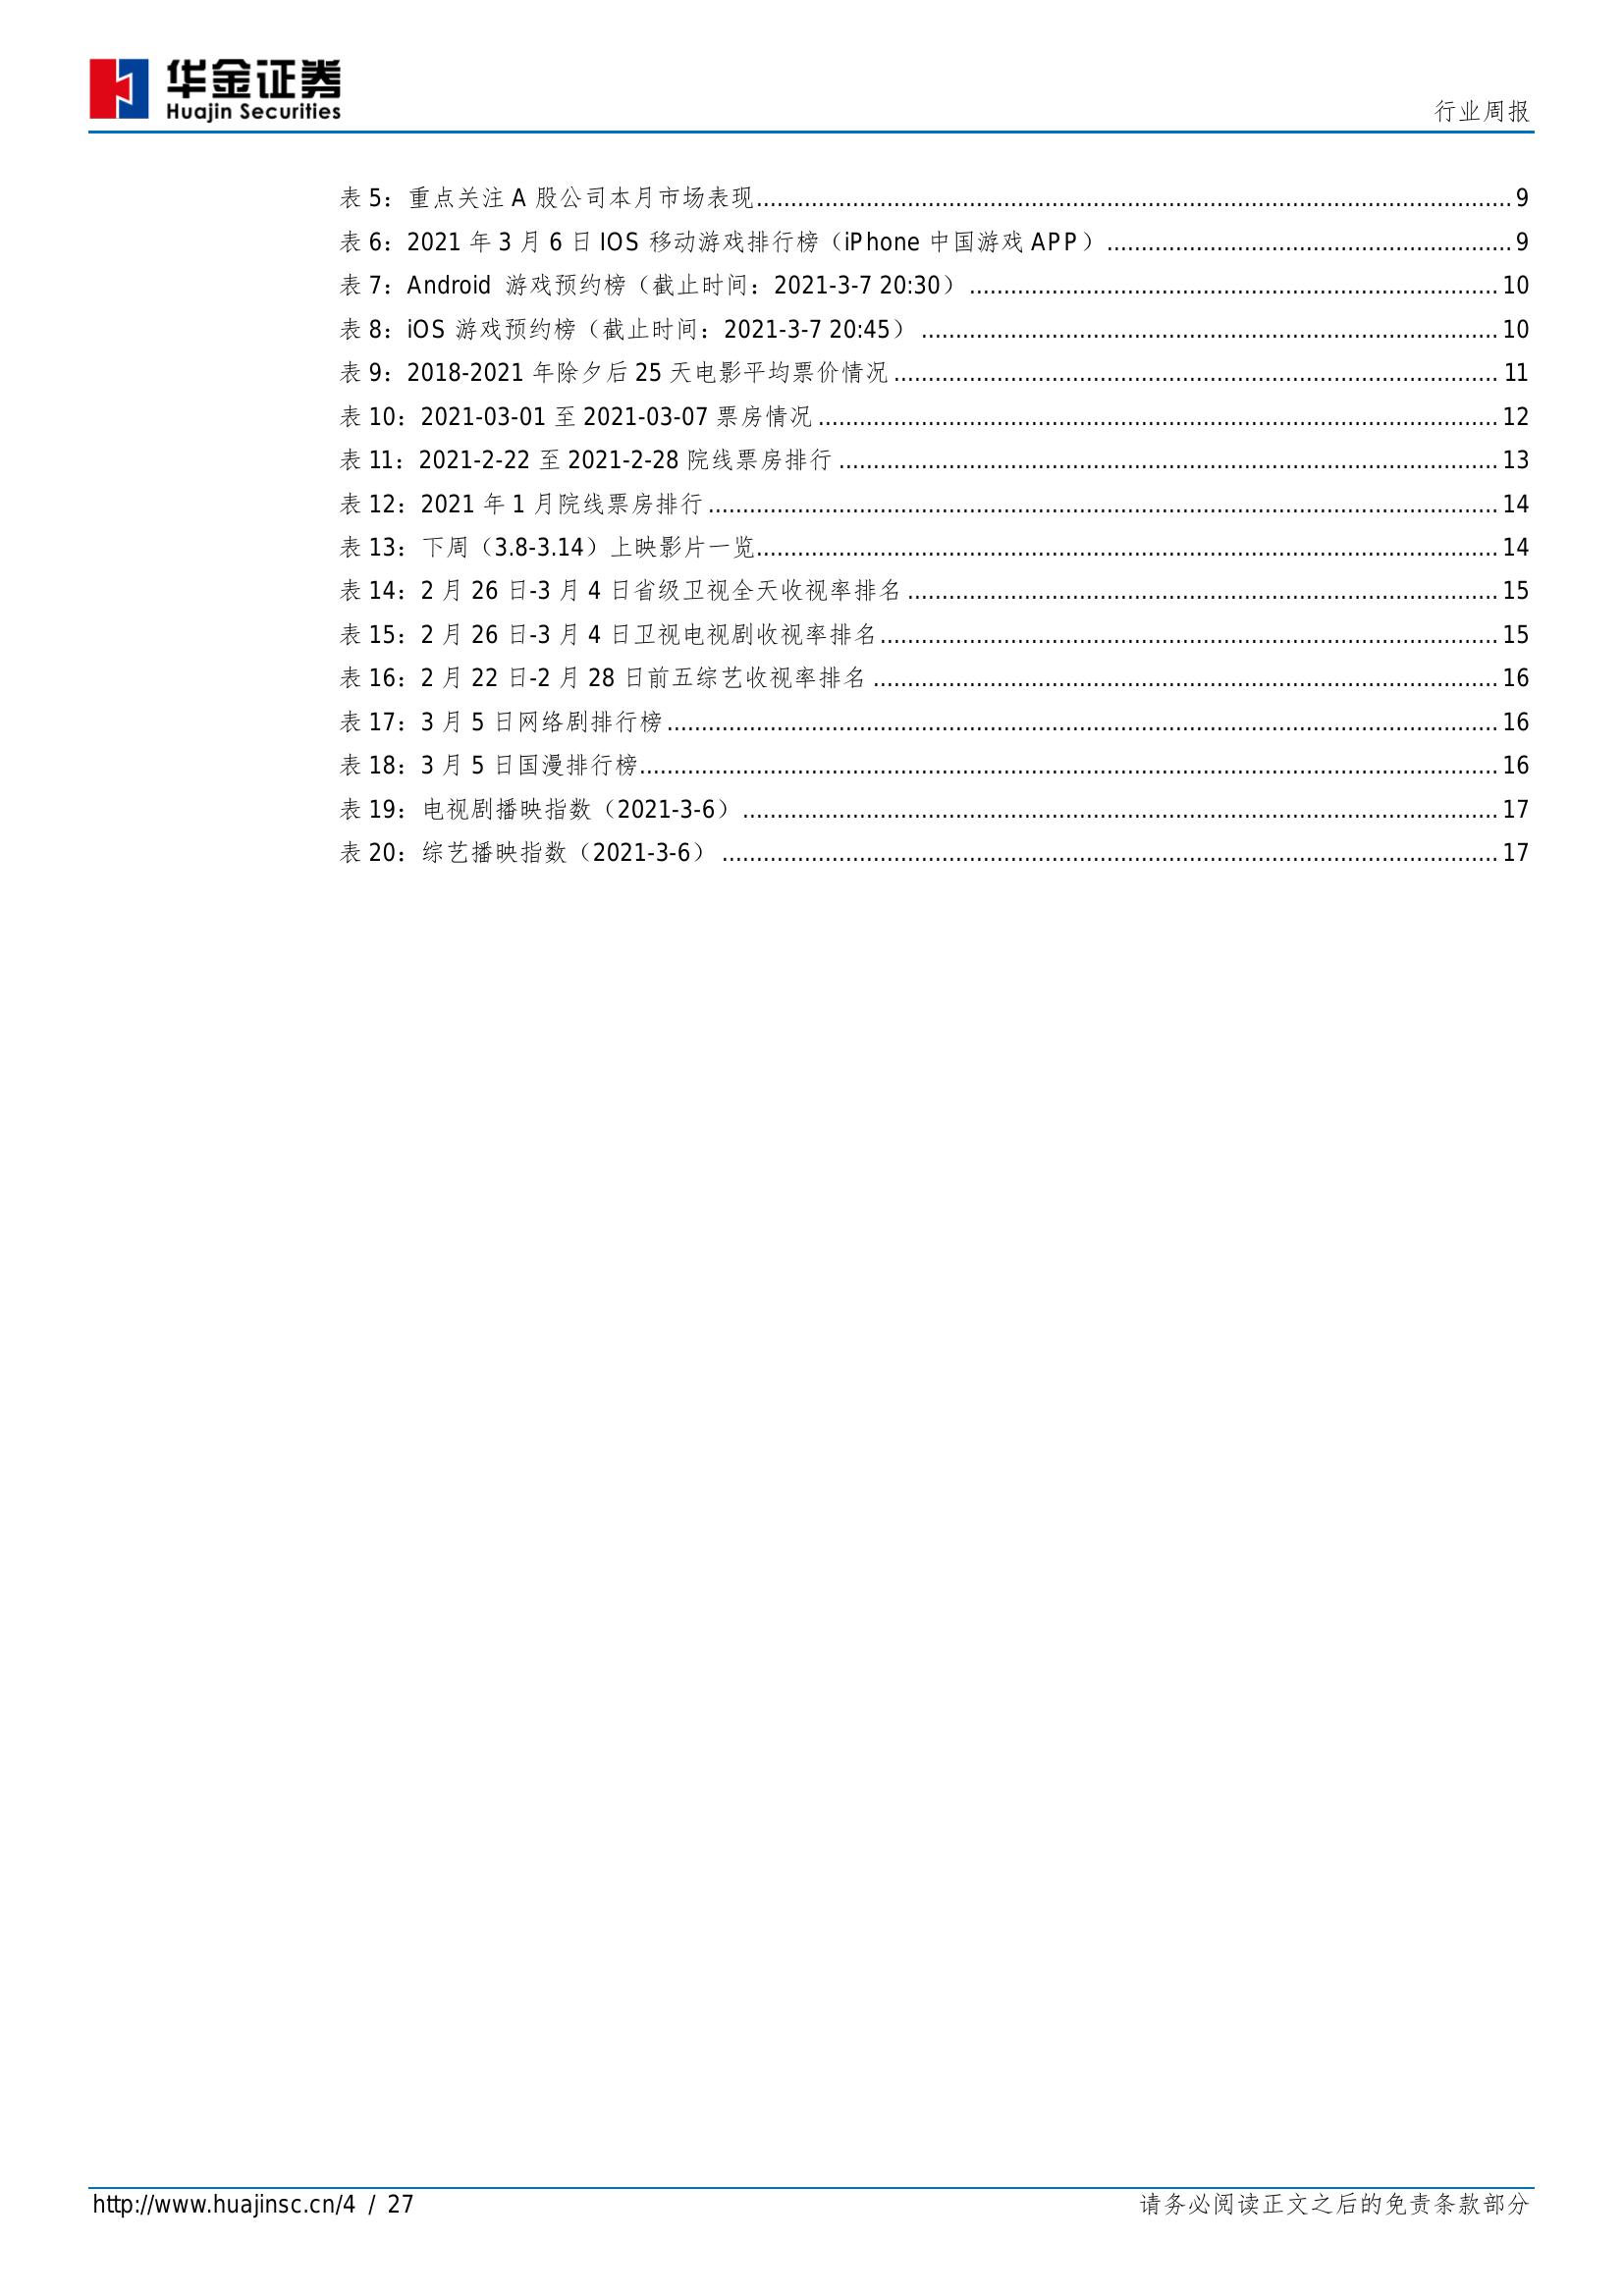 华金证券
Huajin Securities
行业周报
表 5：重点关注 A 股公司本月市场表现 9
表 6：2021 年 3 月 6 日 IOS 移动游戏排行榜（iPhone 中国游戏 APP） 9
表 7：Android 游戏预约榜（截止时间：2021-3-7 20:30） 10
表 8：iOS 游戏预约榜（截止时间：2021-3-7 20:45） 10
表 9：2018-2021 年除夕后 25 天电影平均票价情况 11
表 10：2021-03-01 至 2021-03-07 票房情况 12
表 11：2021-2-22 至 2021-2-28 院线票房排行 13
表 12：2021 年 1 月院线票房排行 14
表 13：下周（3.8-3.14）上映影片一览 14
表 14：2 月 26 日-3 月 4 日省级卫视全天收视率排名 15
表 15：2 月 26 日-3 月 4 日卫视电视剧收视率排名 15
表 16：2 月 22 日-2 月 28 日前五综艺收视率排名 16
表 17：3 月 5 日网络剧排行榜 16
表 18：3 月 5 日国漫排行榜 16
表 19：电视剧播映指数（2021-3-6） 17
表 20：综艺播映指数（2021-3-6） 17
http://www.huajinsc.cn/4 / 27
请务必阅读正文之后的免责条款部分